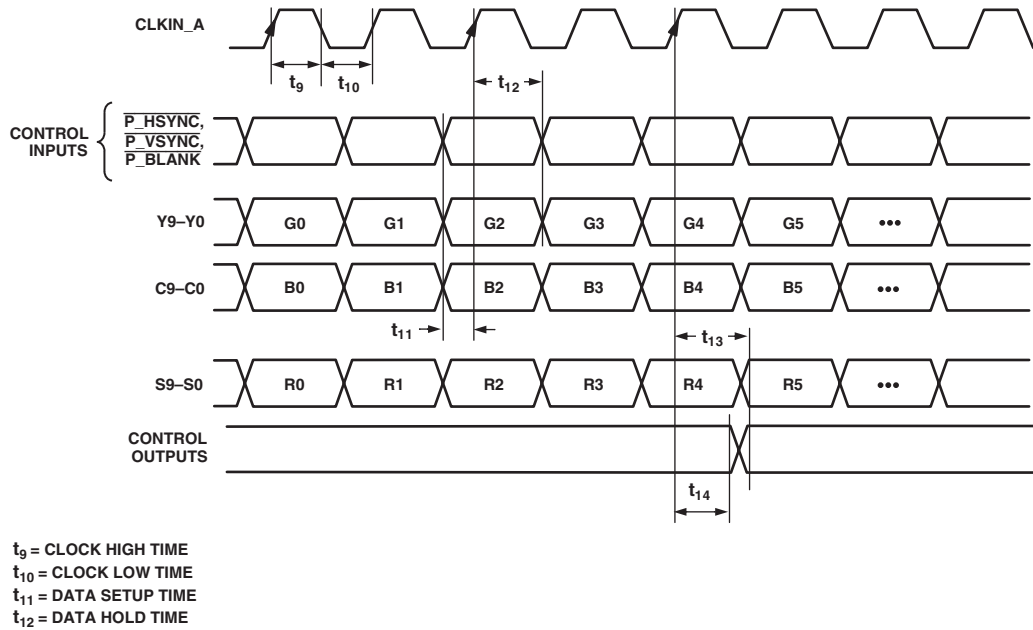 CLKIN_A
t9
t10
t12
CONTROL
INPUTS
P_HSYNC,
P_VSYNC,
P_BLANK
Y9–Y0
G0 G1 G2 G3 G4 G5 •••
C9–C0
B0 B1 B2 B3 B4 B5 •••
t11
t13
S9–S0
R0 R1 R2 R3 R4 R5 •••
CONTROL
OUTPUTS
t14
t9 = CLOCK HIGH TIME
t10 = CLOCK LOW TIME
t11 = DATA SETUP TIME
t12 = DATA HOLD TIME